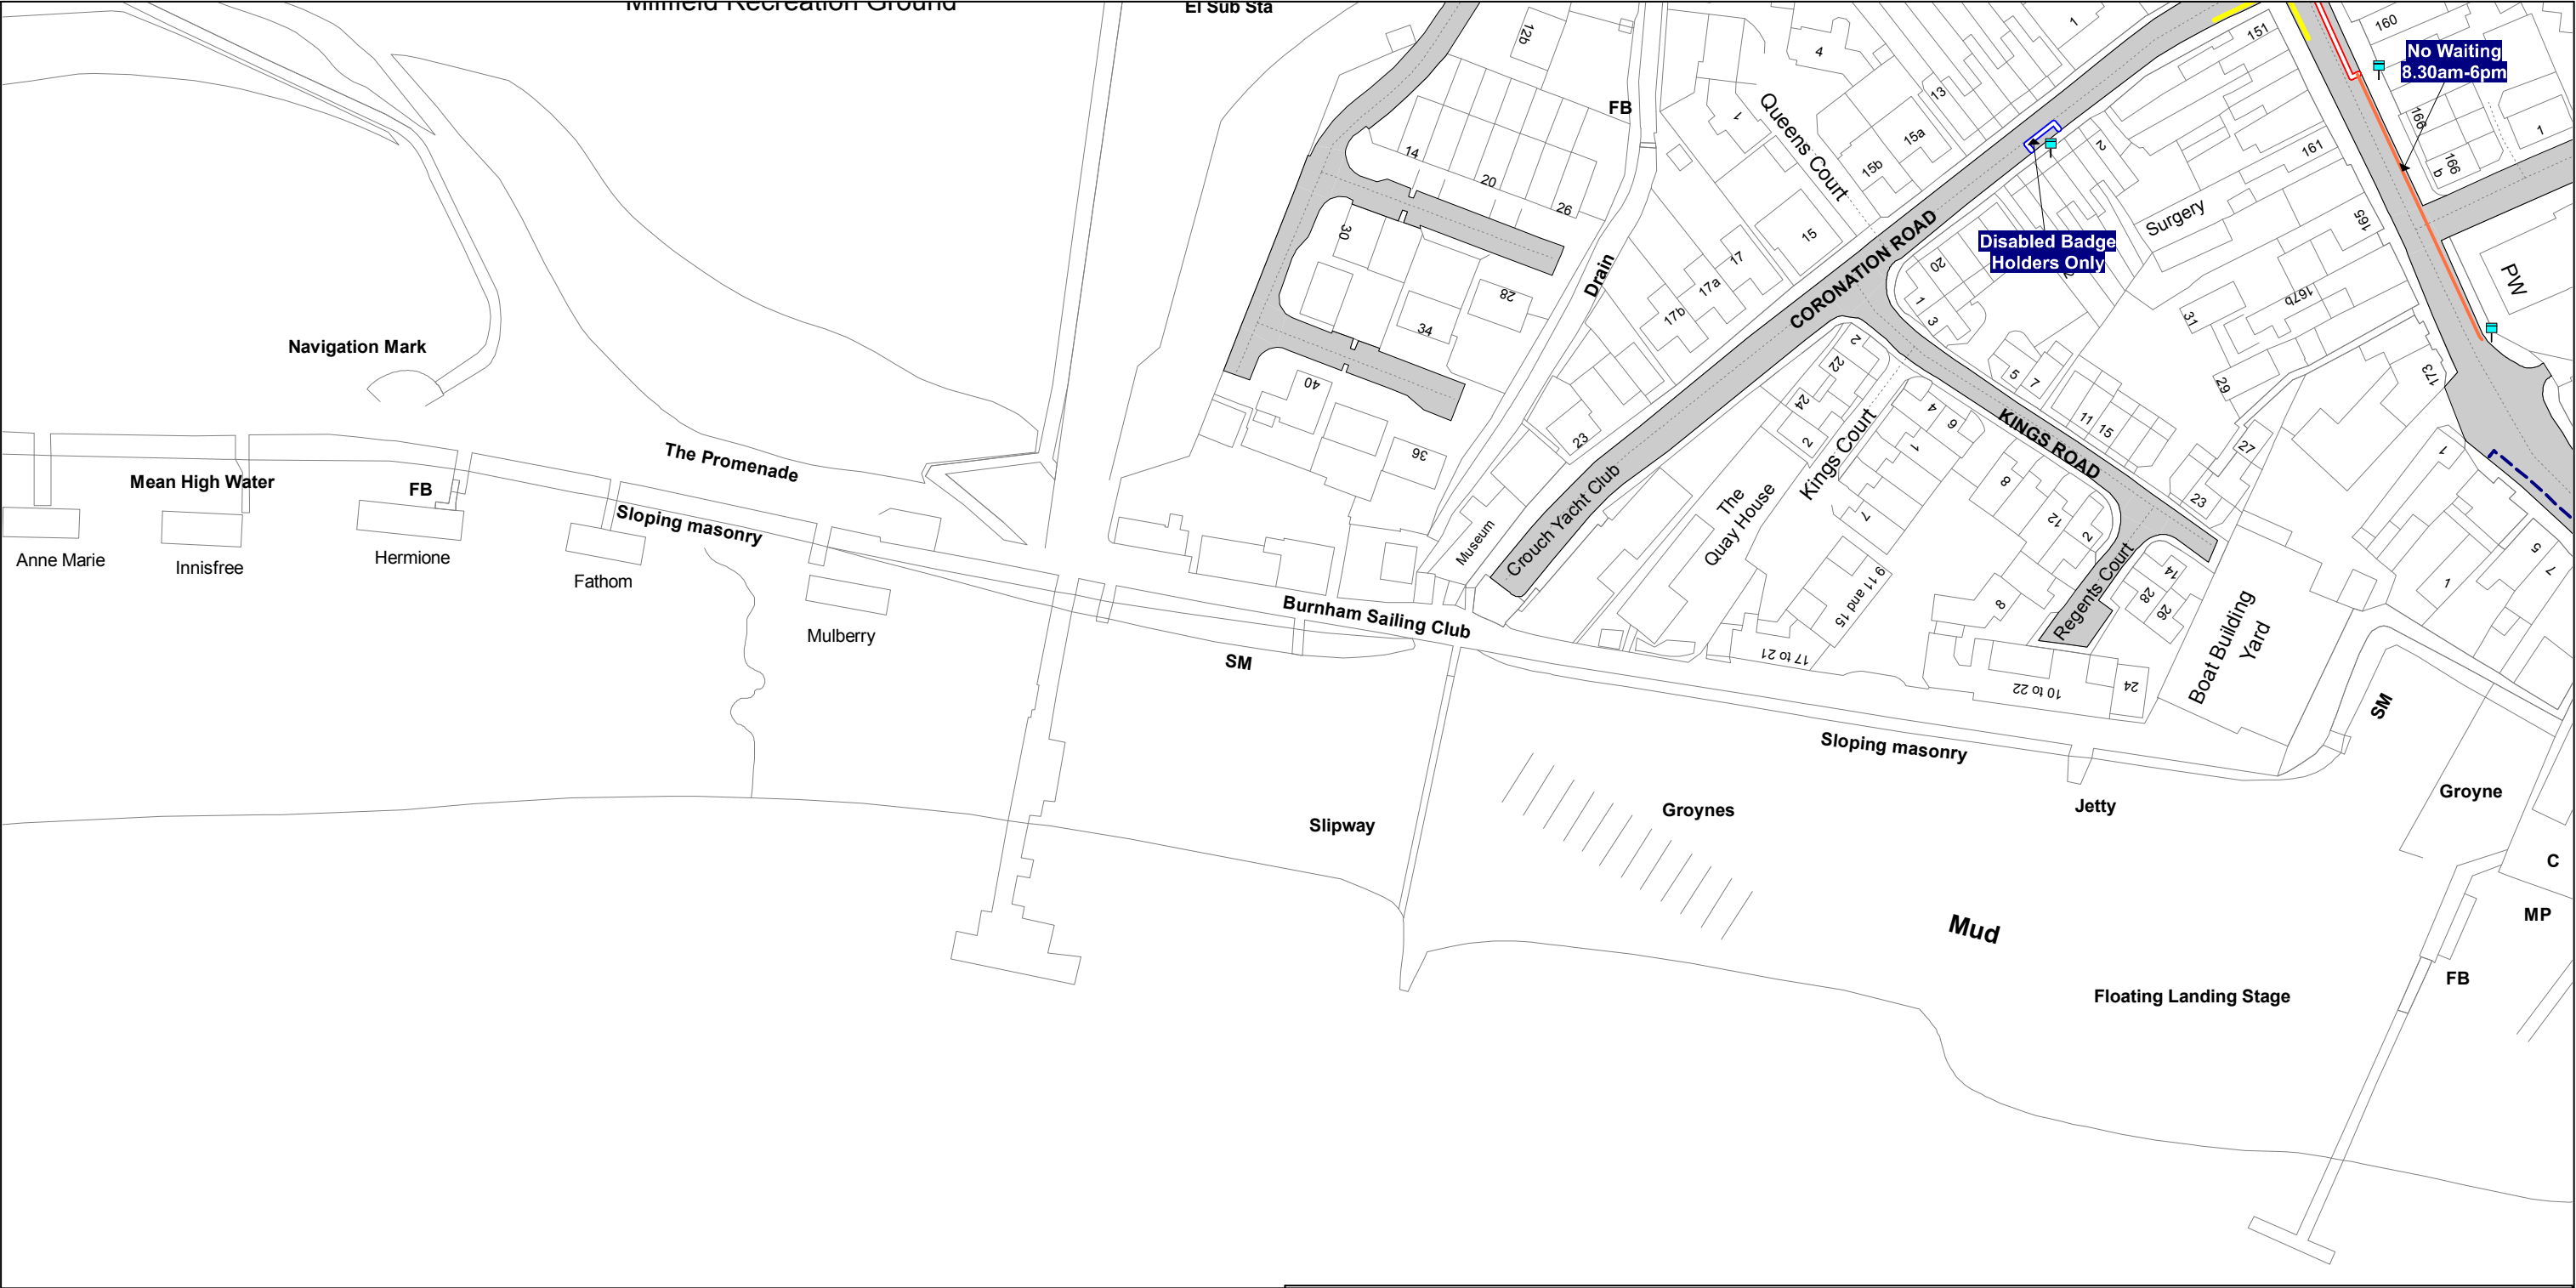 Millfield Recreation Ground
El Sub Sta
12b
FB
4
1
1
13
151
160
No Waiting
8.30am-6pm
166
166
b
1
14
20
26
Queens Court
15a
15b
2
161
Surgery
165
30
28
34
Drain
15
17
17a
17b
CORONATION ROAD
Disabled Badge
Holders Only
20
1
3
31
167b
PW
Navigation Mark
40
36
23
2
22
24
2
Kings Court
4
6
1
5
7
11
15
KINGS ROAD
29
173
27
23
1
The Promenade
Mean High Water
FB
Sloping masonry
Museum
Crouch Yacht Club
The
Quay House
7
8
12
2
Regents Court
14
28
26
5
7
1
Anne Marie
Innisfree
Hermione
Fathom
Mulberry
Burnham Sailing Club
SM
9 11 and 15
17 to 21
8
10 to 22
24
Boat Building
Yard
SM
Sloping masonry
Jetty
Groyne
Slipway
Groynes
C
MP
Mud
FB
Floating Landing Stage